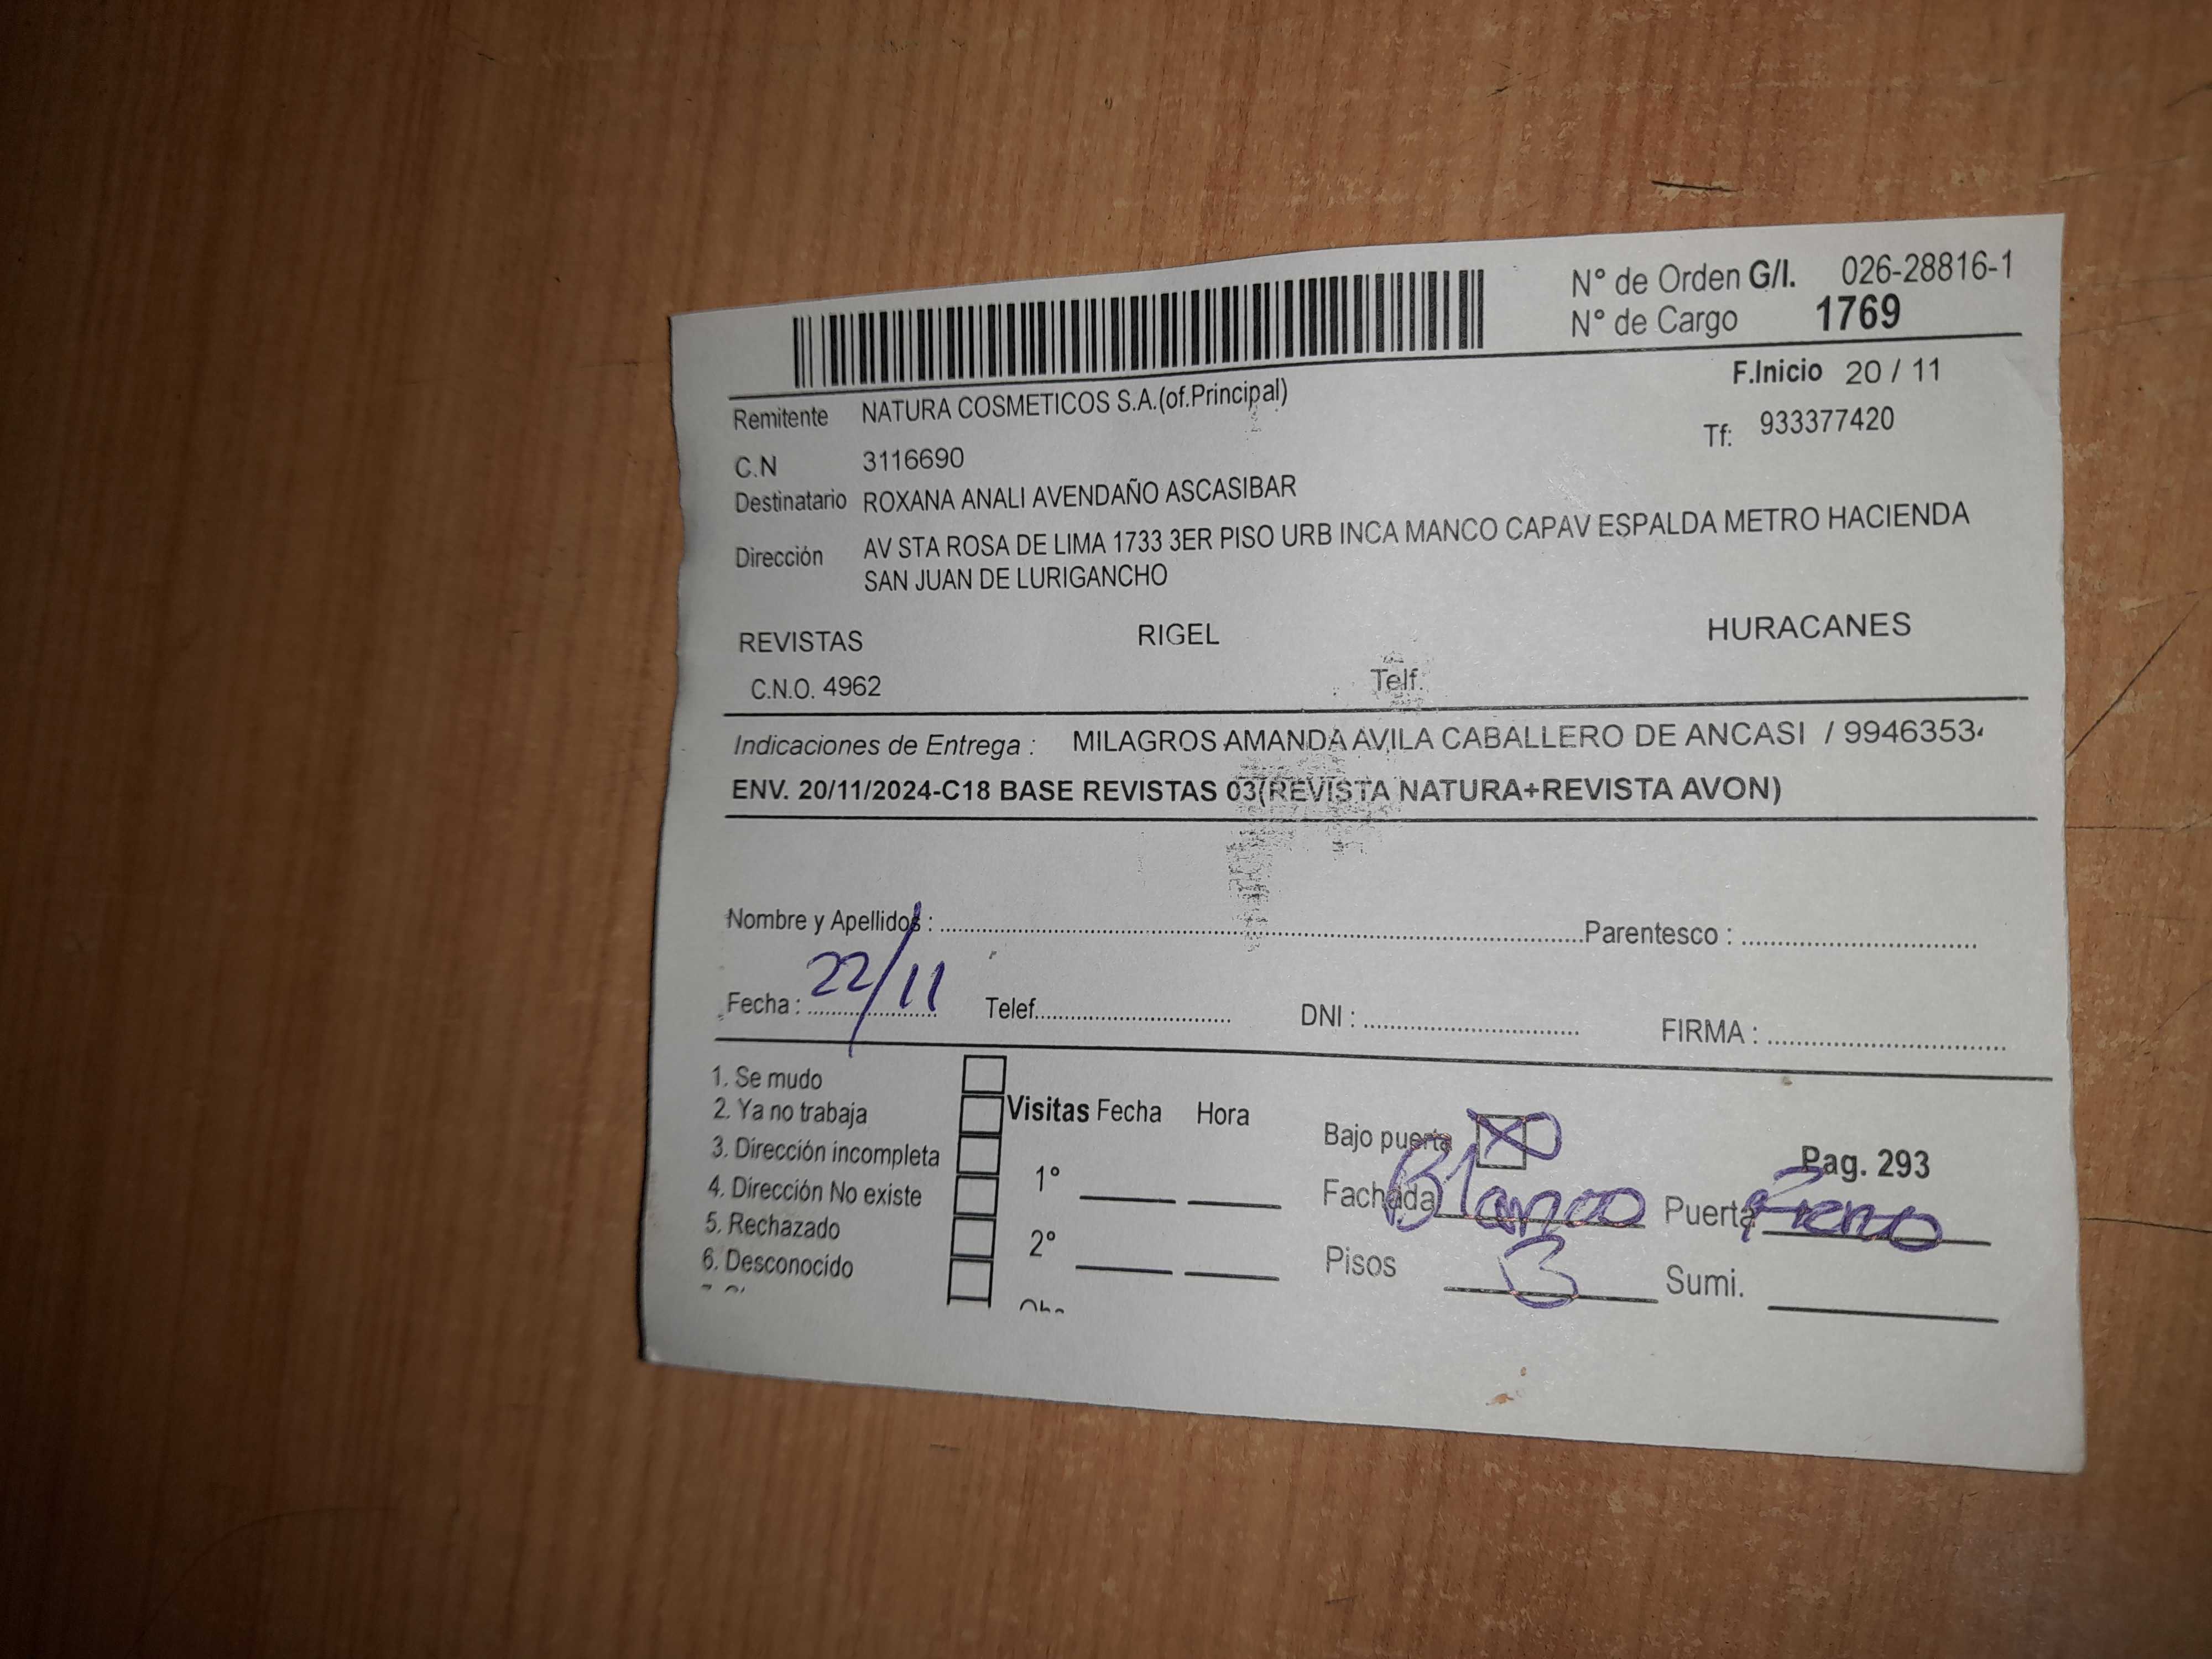 N° de Orden G/I. 026-28816-1
N° de Cargo 1769
F.Inicio 20 / 11
Remitente NATURA COSMETICOS S.A.(of.Principal)
Tf: 933377420
C.N 3116690
Destinatario ROXANA ANALI AVENDAÑO ASCASIBAR
Dirección AV STA ROSA DE LIMA 1733 3ER PISO URB INCA MANCO CAPAV ESPALDA METRO HACIENDA
SAN JUAN DE LURIGANCHO
REVISTAS RIGEL HURACANES
C.N.O. 4962 Telf.
Indicaciones de Entrega : MILAGROS AMANDA AVILA CABALLERO DE ANCASI / 9946353
ENV. 20/11/2024-C18 BASE REVISTAS 03(REVISTA NATURA+REVISTA AVON)
Nombre y Apellidos : Parentesco :
Fecha : 22/11 Telef. DNI : FIRMA :
1. Se mudo
2. Ya no trabaja
3. Dirección incompleta
4. Dirección No existe
5. Rechazado
6. Desconocido
Visitas Fecha Hora
1°
2°
Bajo puerta X
Pag. 293
Fachada Blanco Puerta Fierro
Pisos 3 Sumi.